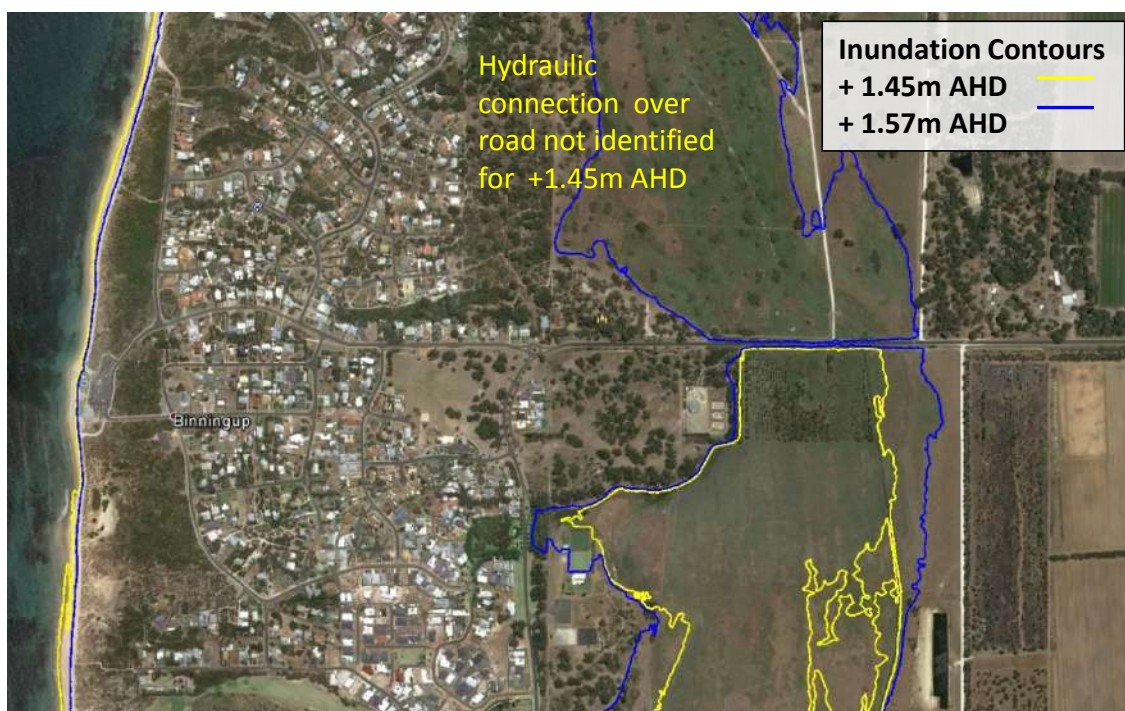 Hydraulic
connection over
road not identified
for +1.45m AHD
Inundation Contours
+ 1.45m AHD
+ 1.57m AHD
Binningup